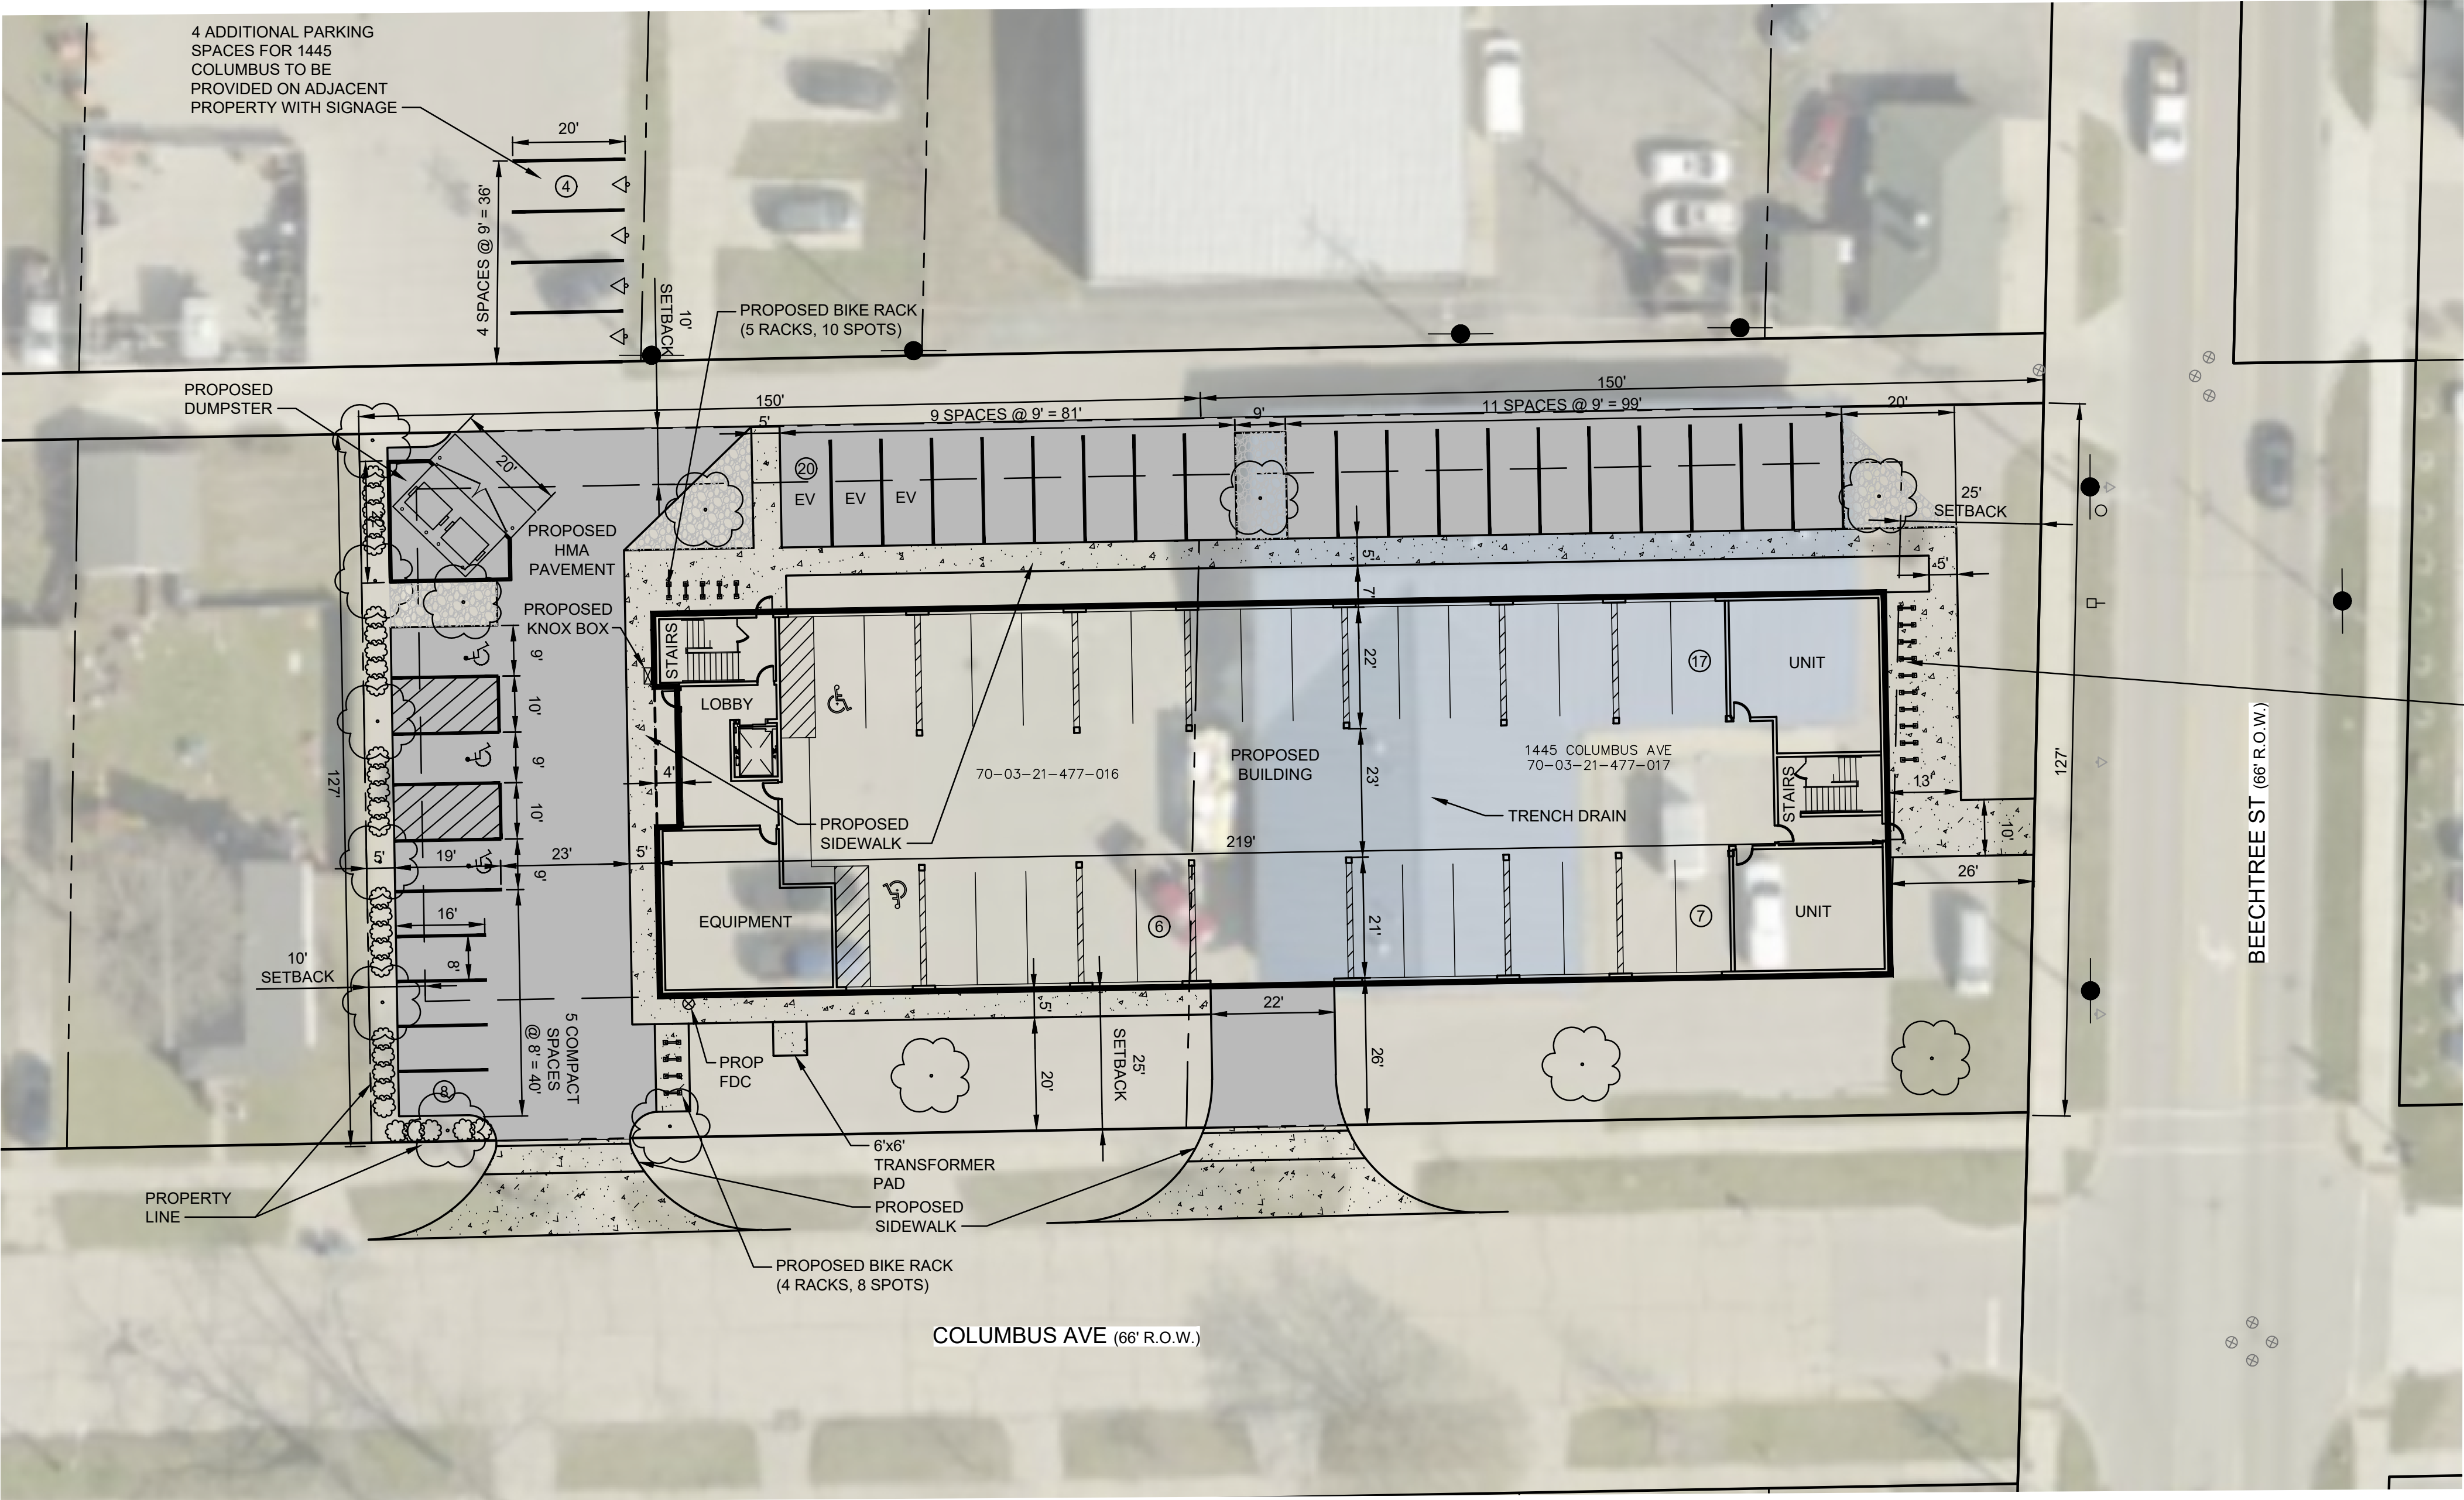 4 ADDITIONAL PARKING
SPACES FOR 1445
COLUMBUS TO BE
PROVIDED ON ADJACENT
PROPERTY WITH SIGNAGE
20'
4
4 SPACES @ 9' = 36'
10'
SETBACK
PROPOSED BIKE RACK
(5 RACKS, 10 SPOTS)
PROPOSED
DUMPSTER
150'
150'
5'
9 SPACES @ 9' = 81'
9'
11 SPACES @ 9' = 99'
20'
20'
20
EV
EV
EV
25'
SETBACK
PROPOSED
HMA
PAVEMENT
5'
5'
7'
PROPOSED
KNOX BOX
STAIRS
LOBBY
9'
10'
9'
10'
9'
22'
17
UNIT
PROPOSED
BUILDING
1445 COLUMBUS AVE
70-03-21-477-017
70-03-21-477-016
4'
23'
STAIRS
13'
10'
127'
127'
BEECHTREE ST (66' R.O.W.)
PROPOSED
SIDEWALK
TRENCH DRAIN
219'
5'
19'
23'
5'
26'
EQUIPMENT
6
7
21'
UNIT
16'
8'
10'
SETBACK
5 COMPACT
SPACES
@ 8' = 40'
8
5'
22'
25'
SETBACK
20'
26'
PROP
FDC
6'x6'
TRANSFORMER
PAD
PROPERTY
LINE
PROPOSED
SIDEWALK
PROPOSED BIKE RACK
(4 RACKS, 8 SPOTS)
COLUMBUS AVE (66' R.O.W.)